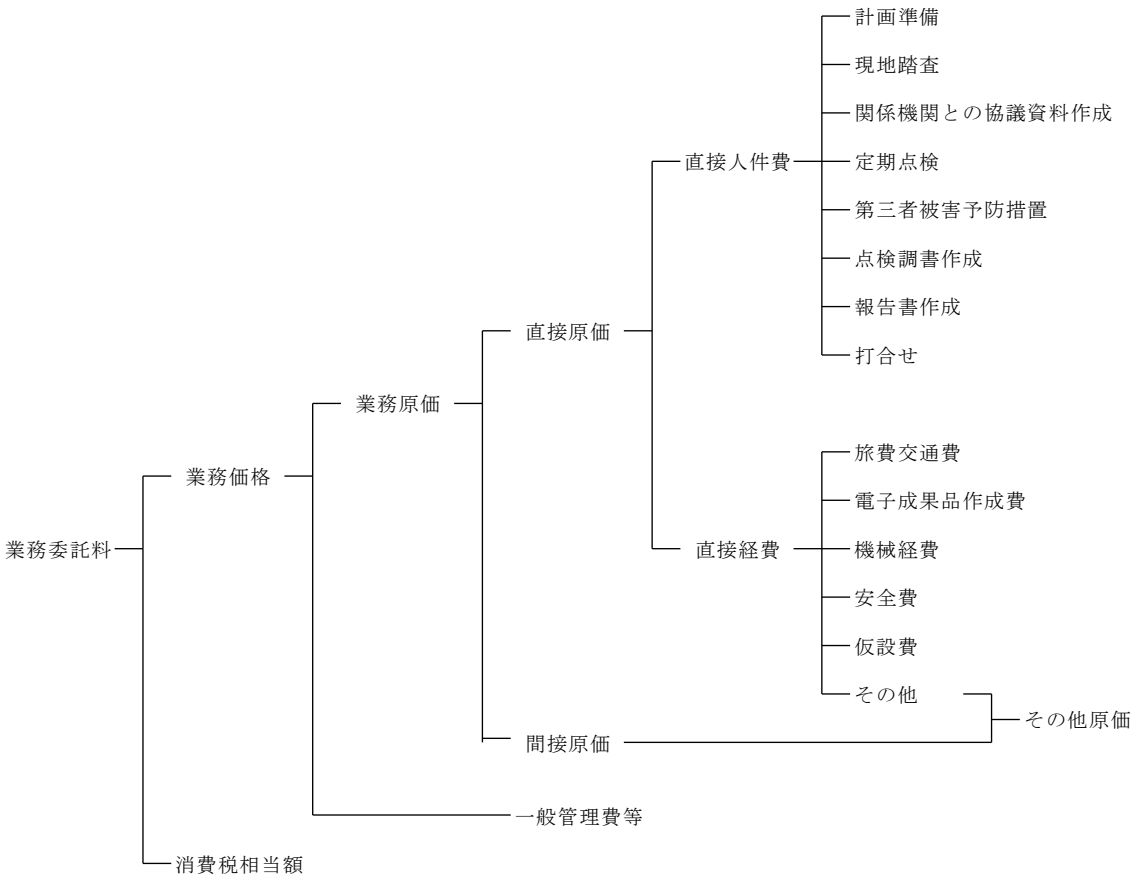 計画準備
現地踏査
関係機関との協議資料作成
直接人件費
定期点検
第三者被害予防措置
点検調書作成
報告書作成
直接原価
打合せ
業務原価
旅費交通費
業務価格
電子成果品作成費
業務委託料
直接経費
機械経費
安全費
仮設費
その他
その他原価
間接原価
一般管理費等
消費税相当額